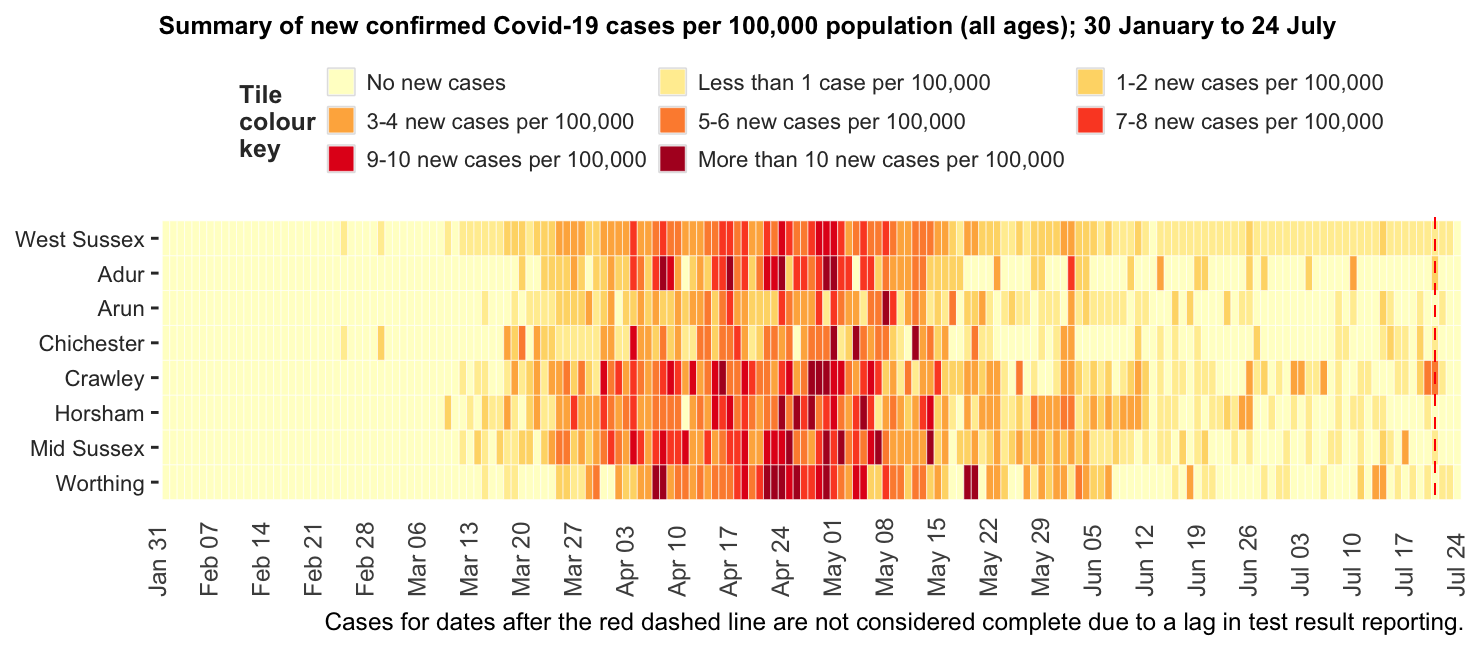 Summary of new confirmed Covid-19 cases per 100,000 population (all ages); 30 January to 24 July
Tile
colour
key
No new cases
Less than 1 case per 100,000
1-2 new cases per 100,000
3-4 new cases per 100,000
5-6 new cases per 100,000
7-8 new cases per 100,000
9-10 new cases per 100,000
More than 10 new cases per 100,000
West Sussex
Adur
Arun
Chichester
Crawley
Horsham
Mid Sussex
Worthing
Jan 31
Feb 07
Feb 14
Feb 21
Feb 28
Mar 06
Mar 13
Mar 20
Mar 27
Apr 03
Apr 10
Apr 17
Apr 24
May 01
May 08
May 15
May 22
May 29
Jun 05
Jun 12
Jun 19
Jun 26
Jul 03
Jul 10
Jul 17
Jul 24
Cases for dates after the red dashed line are not considered complete due to a lag in test result reporting.